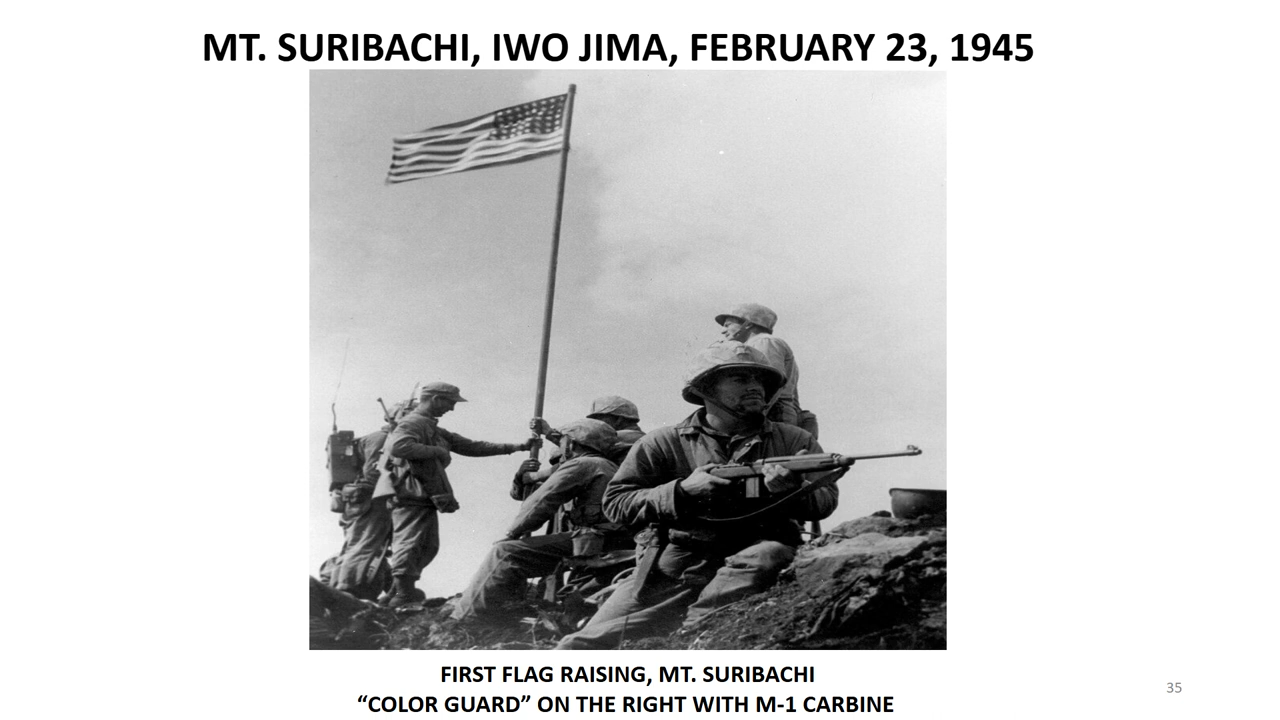 MT. SURIBACHI, IWO JIMA, FEBRUARY 23, 1945
FIRST FLAG RAISING, MT. SURIBACHI
“COLOR GUARD” ON THE RIGHT WITH M-1 CARBINE
35